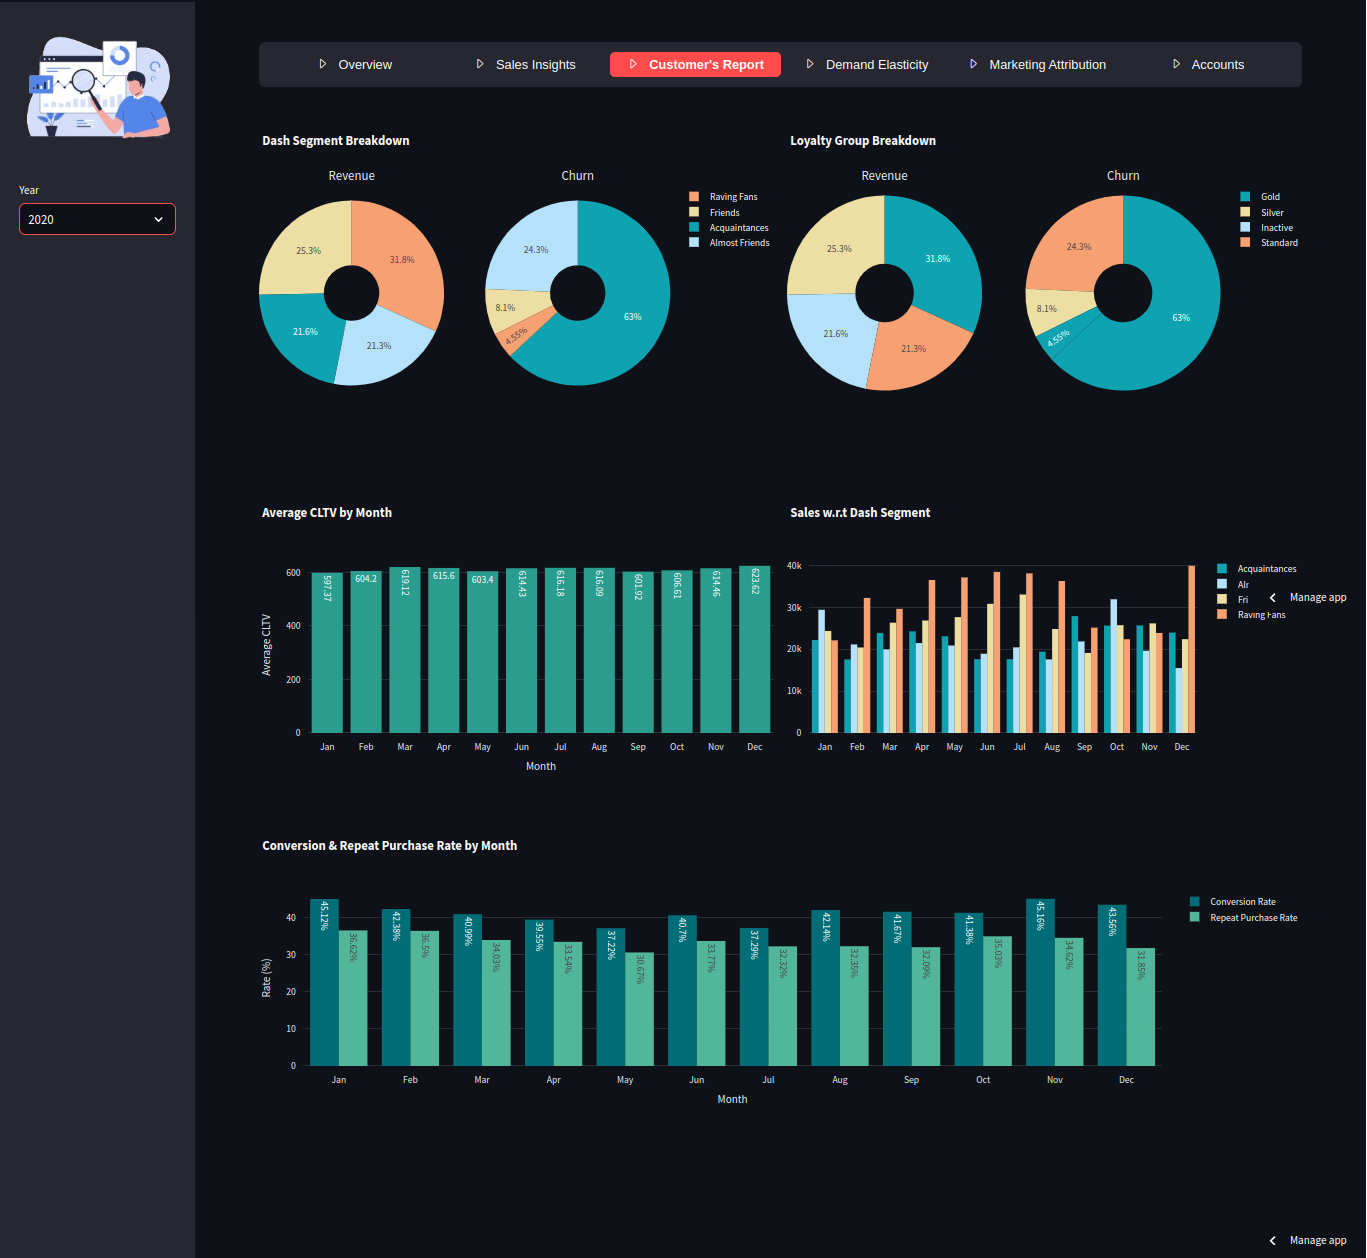 Overview
Sales Insights
Customer's Report
Demand Elasticity
Marketing Attribution
Accounts
Year
2020
Dash Segment Breakdown
Revenue
Churn
31.8%
25.3%
21.6%
21.3%
24.3%
8.1%
4.55%
63%
Raving Fans
Friends
Acquaintances
Almost Friends
Loyalty Group Breakdown
Revenue
Churn
25.3%
31.8%
21.6%
21.3%
24.3%
8.1%
4.55%
63%
Gold
Silver
Inactive
Standard
Average CLTV by Month
Average CLTV
600
400
200
0
597.37
604.2
619.12
615.6
603.4
614.43
616.18
616.09
601.92
606.61
614.46
623.62
Jan Feb Mar Apr May Jun Jul Aug Sep Oct Nov Dec
Month
Sales w.r.t Dash Segment
40k
30k
20k
10k
0
Jan Feb Mar Apr May Jun Jul Aug Sep Oct Nov Dec
Acquaintances
Fri
Raving Fans
Manage app
Conversion & Repeat Purchase Rate by Month
Rate (%)
40
30
20
10
0
45.12%
36.62%
42.38%
36.5%
40.99%
34.03%
39.55%
33.54%
37.22%
30.67%
40.7%
33.77%
37.29%
32.32%
42.14%
32.35%
41.67%
32.09%
41.38%
35.03%
45.16%
34.62%
43.56%
31.85%
Jan Feb Mar Apr May Jun Jul Aug Sep Oct Nov Dec
Month
Conversion Rate
Repeat Purchase Rate
Manage app